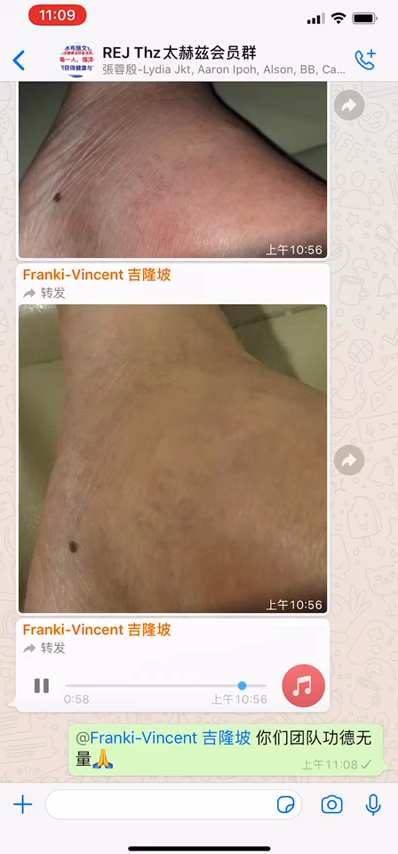 11:09
REJ Thz太赫兹会员群
張蓉殷-Lydia Jkt, Aaron Ipoh, Alson, BB, Ca...
上午10:56
Franki-Vincent 吉隆坡
转发
上午10:56
Franki-Vincent 吉隆坡
转发
0:58
上午10:56
@Franki-Vincent 吉隆坡 你们团队功德无
量🙏
上午11:08